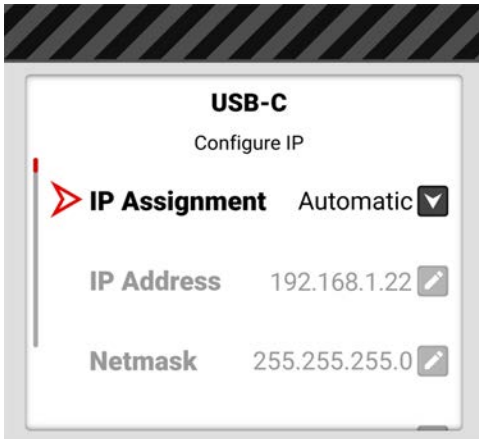 USB-C
Configure IP
IP Assignment Automatic
IP Address 192.168.1.22
Netmask 255.255.255.0